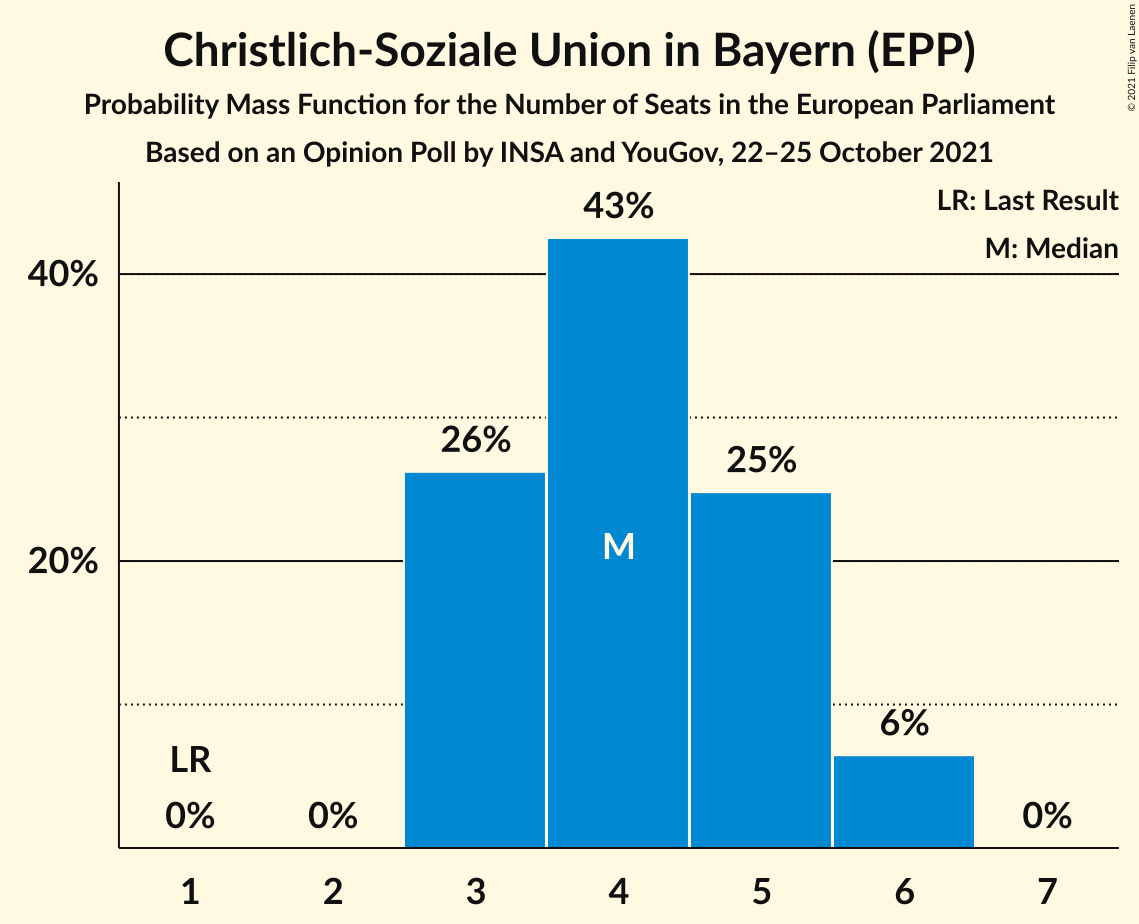 Christlich-Soziale Union in Bayern (EPP)
Probability Mass Function for the Number of Seats in the European Parliament
Based on an Opinion Poll by INSA and YouGov, 22–25 October 2021
© 2021 Filip van Laenen
LR: Last Result
M: Median
43%
40%
26%
25%
M
20%
6%
LR
0%
0%
0%
1 2 3 4 5 6 7